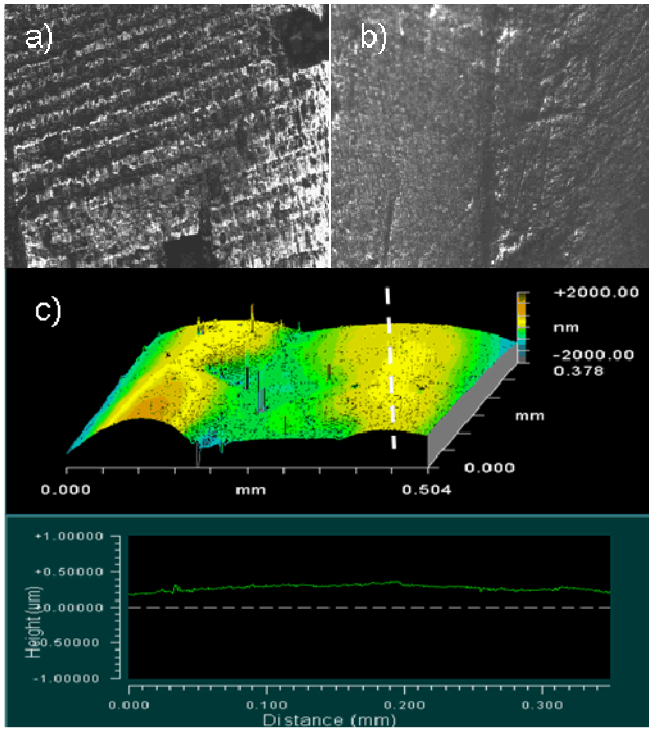 a)
b)
c)
+2000.00
nm
-2000.00
0.378
mm
0.000
0.000
mm
0.504
+1.00000
+0.50000
0.00000
-0.50000
-1.00000
Height (um)
0.000
0.100
0.200
0.300
Distance (mm)